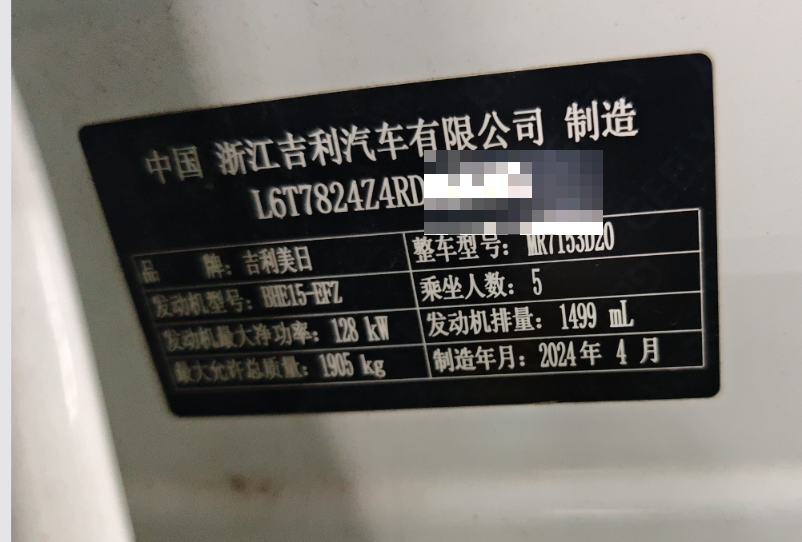 中国 浙江吉利汽车有限公司 制造
L6T7824Z4RD
品 牌：吉利美日
整车型号：MR7153D20
发动机型号：BHE15-EFZ
乘坐人数：5
发动机最大净功率：128 kW
发动机排量：1499 mL
最大允许总质量：1905 kg
制造年月：2024年 4 月